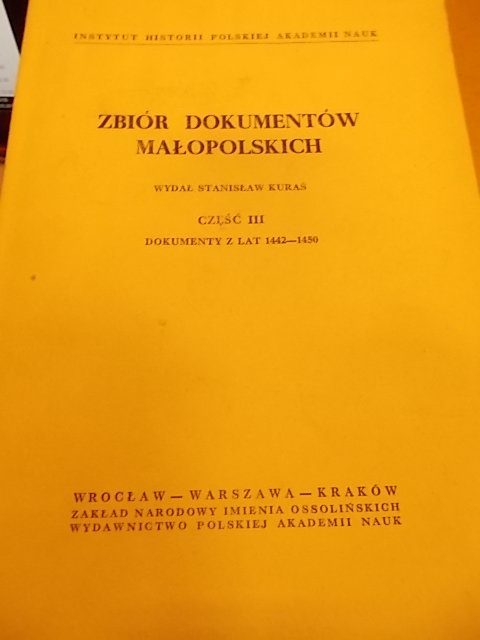 INSTYTUT HISTORII POLSKIEJ AKADEMII NAUK
ZBIÓR DOKUMENTÓW
MAŁOPOLSKICH
WYDAŁ STANISŁAW KURAŚ
CZĘŚĆ III
DOKUMENTY Z LAT 1442—1450
WROCŁAW — WARSZAWA — KRAKÓW
ZAKŁAD NARODOWY IMIENIA OSSOLIŃSKICH
WYDAWNICTWO POLSKIEJ AKADEMII NAUK